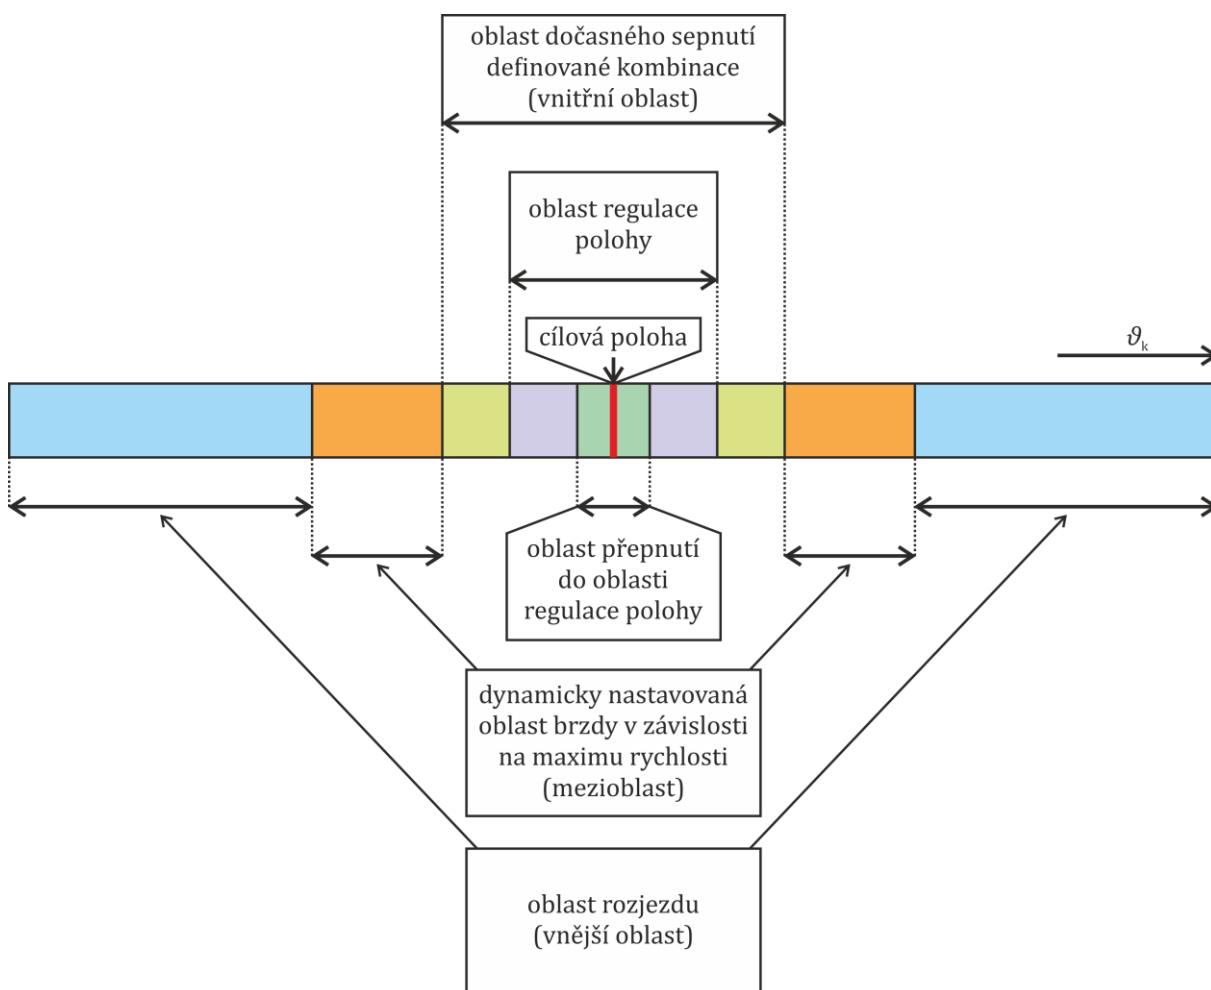 oblast dočasného sepnutí
definované kombinace
(vnitřní oblast)
oblast regulace
polohy
cílová poloha
ϑk
oblast přepnutí
do oblasti
regulace polohy
dynamicky nastavovaná
oblast brzdy v závislosti
na maximu rychlosti
(mezioblast)
oblast rozjezdu
(vnější oblast)